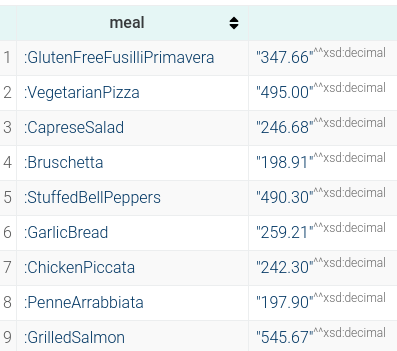 meal
1 :GlutenFreeFusilliPrimavera "347.66"^^xsd:decimal
2 :VegetarianPizza "495.00"^^xsd:decimal
3 :CapreseSalad "246.68"^^xsd:decimal
4 :Bruschetta "198.91"^^xsd:decimal
5 :StuffedBellPeppers "490.30"^^xsd:decimal
6 :GarlicBread "259.21"^^xsd:decimal
7 :ChickenPiccata "242.30"^^xsd:decimal
8 :PenneArrabbiata "197.90"^^xsd:decimal
9 :GrilledSalmon "545.67"^^xsd:decimal